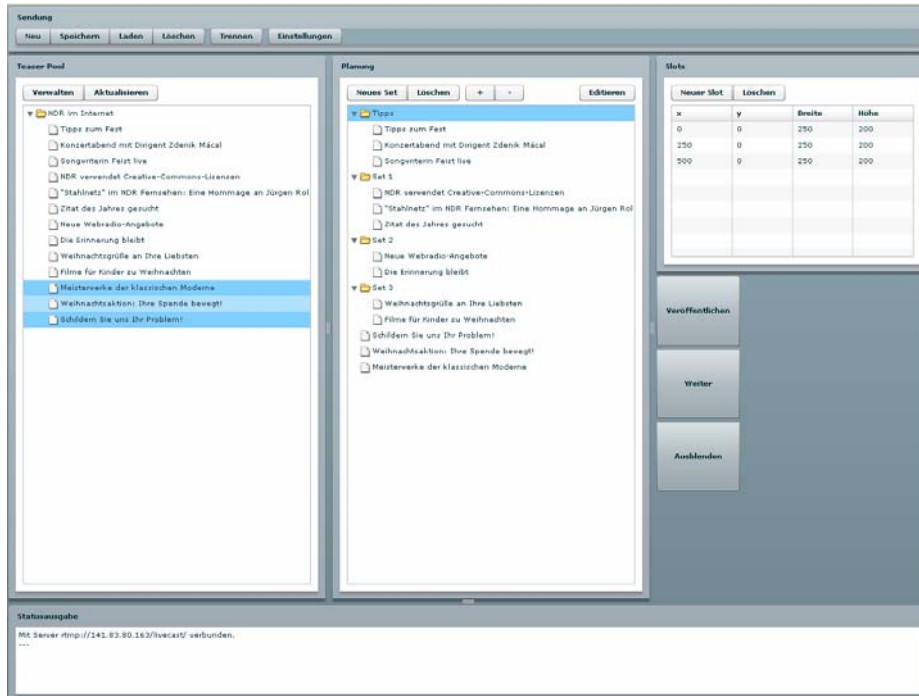 Sendung
Neu Speichern Laden Löschen Trennen Einstellungen
Teaser Pool
Verwalten Aktualisieren
NDR im Internet
Tipps zum Fest
Konzertabend mit Dirigent Zdenik Mácal
Songwriterin Feist live
NDR verwendet Creative-Commons-Lizenzen
"Stahlnetz" im NDR Fernsehen: Eine Hommage an Jürgen Rol
Zitat des Jahres gesucht
Neue Webradio-Angebote
Die Erinnerung bleibt
Weihnachtsgrüße an Ihre Liebsten
Filme für Kinder zu Weihnachten
Meisterwerke der klassischen Moderne
Weihnachtsaktion: Ihre Spende bewegt!
Schildern Sie uns Ihr Problem!
Planung
Neues Set Löschen + - Editieren
Tipps
Tipps zum Fest
Konzertabend mit Dirigent Zdenik Mácal
Songwriterin Feist live
Set 1
NDR verwendet Creative-Commons-Lizenzen
"Stahlnetz" im NDR Fernsehen: Eine Hommage an Jürgen Rol
Zitat des Jahres gesucht
Set 2
Neue Webradio-Angebote
Die Erinnerung bleibt
Set 3
Weihnachtsgrüße an Ihre Liebsten
Filme für Kinder zu Weihnachten
Schildern Sie uns Ihr Problem!
Weihnachtsaktion: Ihre Spende bewegt!
Meisterwerke der klassischen Moderne
Slots
Neuer Slot Löschen
x y Breite Höhe
0 0 250 200
250 0 250 200
500 0 250 200
Veröffentlichen
Weiter
Ausblenden
Statusausgabe
Mit Server rtmp://141.83.80.163/livecast/ verbunden.
---